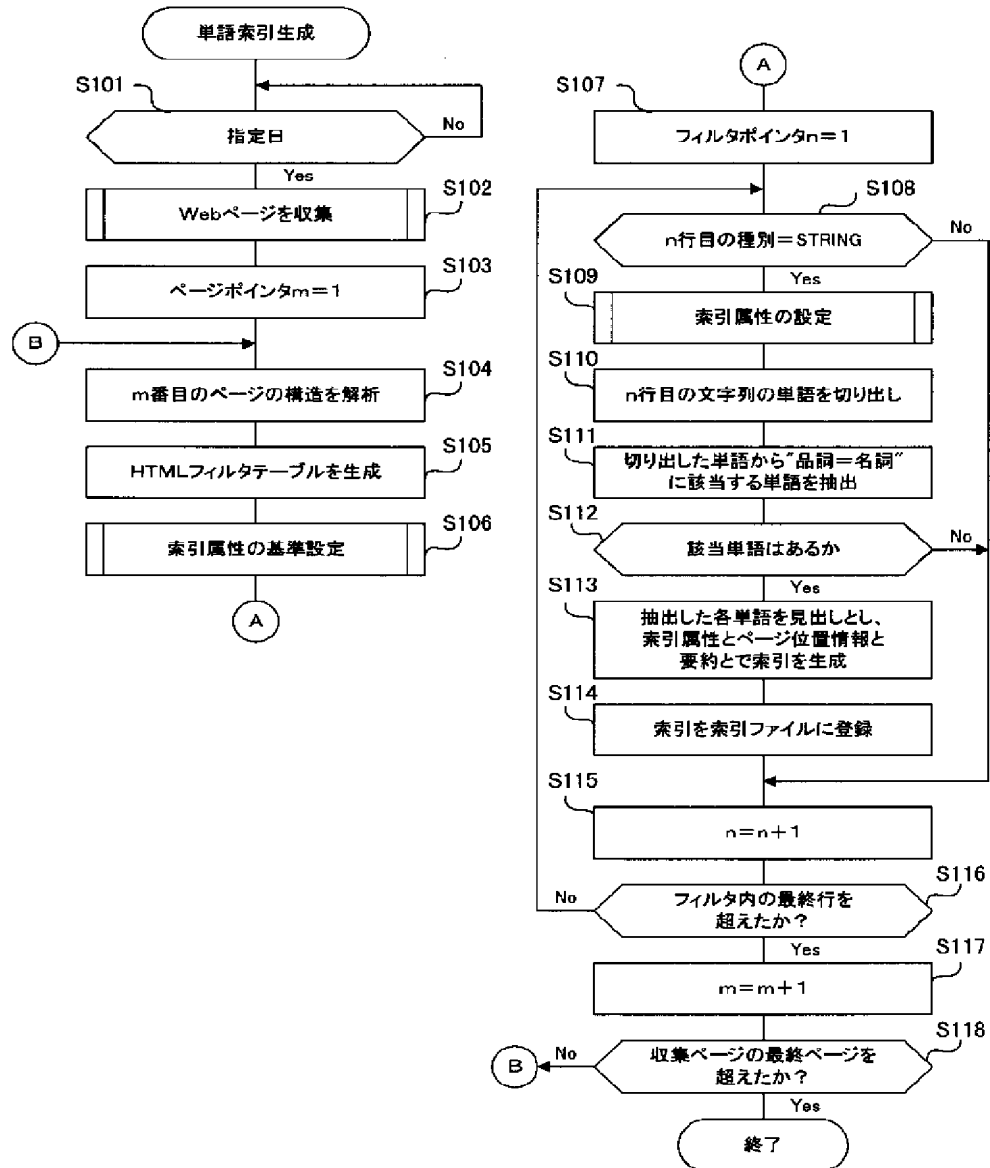 単語索引生成
S101
指定日
No
Yes
S102
Webページを収集
S103
ページポインタm=1
B
S104
m番目のページの構造を解析
S105
HTMLフィルタテーブルを生成
S106
索引属性の基準設定
A
A
S107
フィルタポインタn=1
S108
n行目の種別=STRING
No
Yes
S109
索引属性の設定
S110
n行目の文字列の単語を切り出し
S111
切り出した単語から"品詞=名詞"
に該当する単語を抽出
S112
該当単語はあるか
No
Yes
S113
抽出した各単語を見出しとし、
索引属性とページ位置情報と
要約とで索引を生成
S114
索引を索引ファイルに登録
S115
n=n+1
S116
フィルタ内の最終行を
超えたか?
No
Yes
S117
m=m+1
S118
収集ページの最終ページを
超えたか?
No
B
Yes
終了